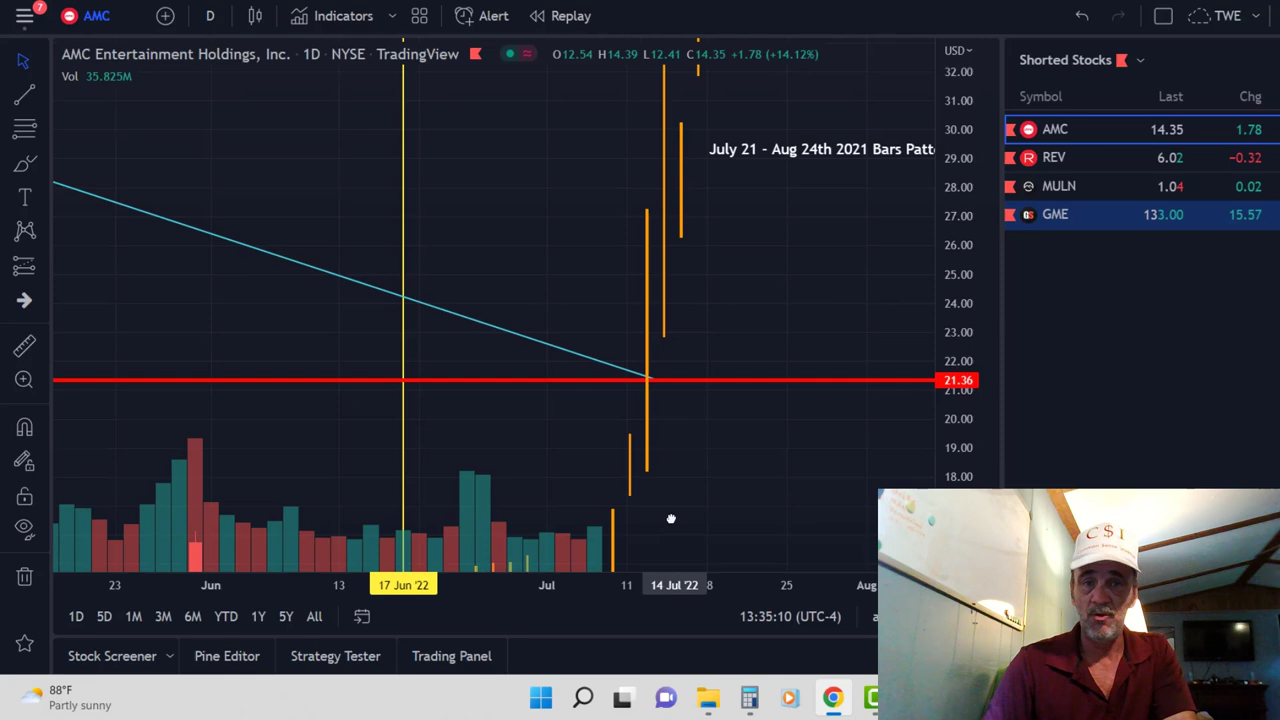 7 AMC D Indicators Alert Replay TWE
AMC Entertainment Holdings, Inc. · 1D · NYSE · TradingView O12.54 H14.39 L12.41 C14.35 +1.78 (+14.12%) USD
Vol 35.825M
32.00
31.00
30.00
July 21 - Aug 24th 2021 Bars Patte
29.00
28.00
27.00
26.00
25.00
24.00
23.00
22.00
21.36
21.00
20.00
19.00
18.00
23 Jun 13 17 Jun '22 Jul 11 14 Jul '22 8 25 Aug
1D 5D 1M 3M 6M YTD 1Y 5Y All 13:35:10 (UTC-4) a
Stock Screener Pine Editor Strategy Tester Trading Panel
Shorted Stocks
Symbol Last Chg
AMC 14.35 1.78
REV 6.02 −0.32
MULN 1.04 0.02
GME 133.00 15.57
C$I
88°F
Partly sunny